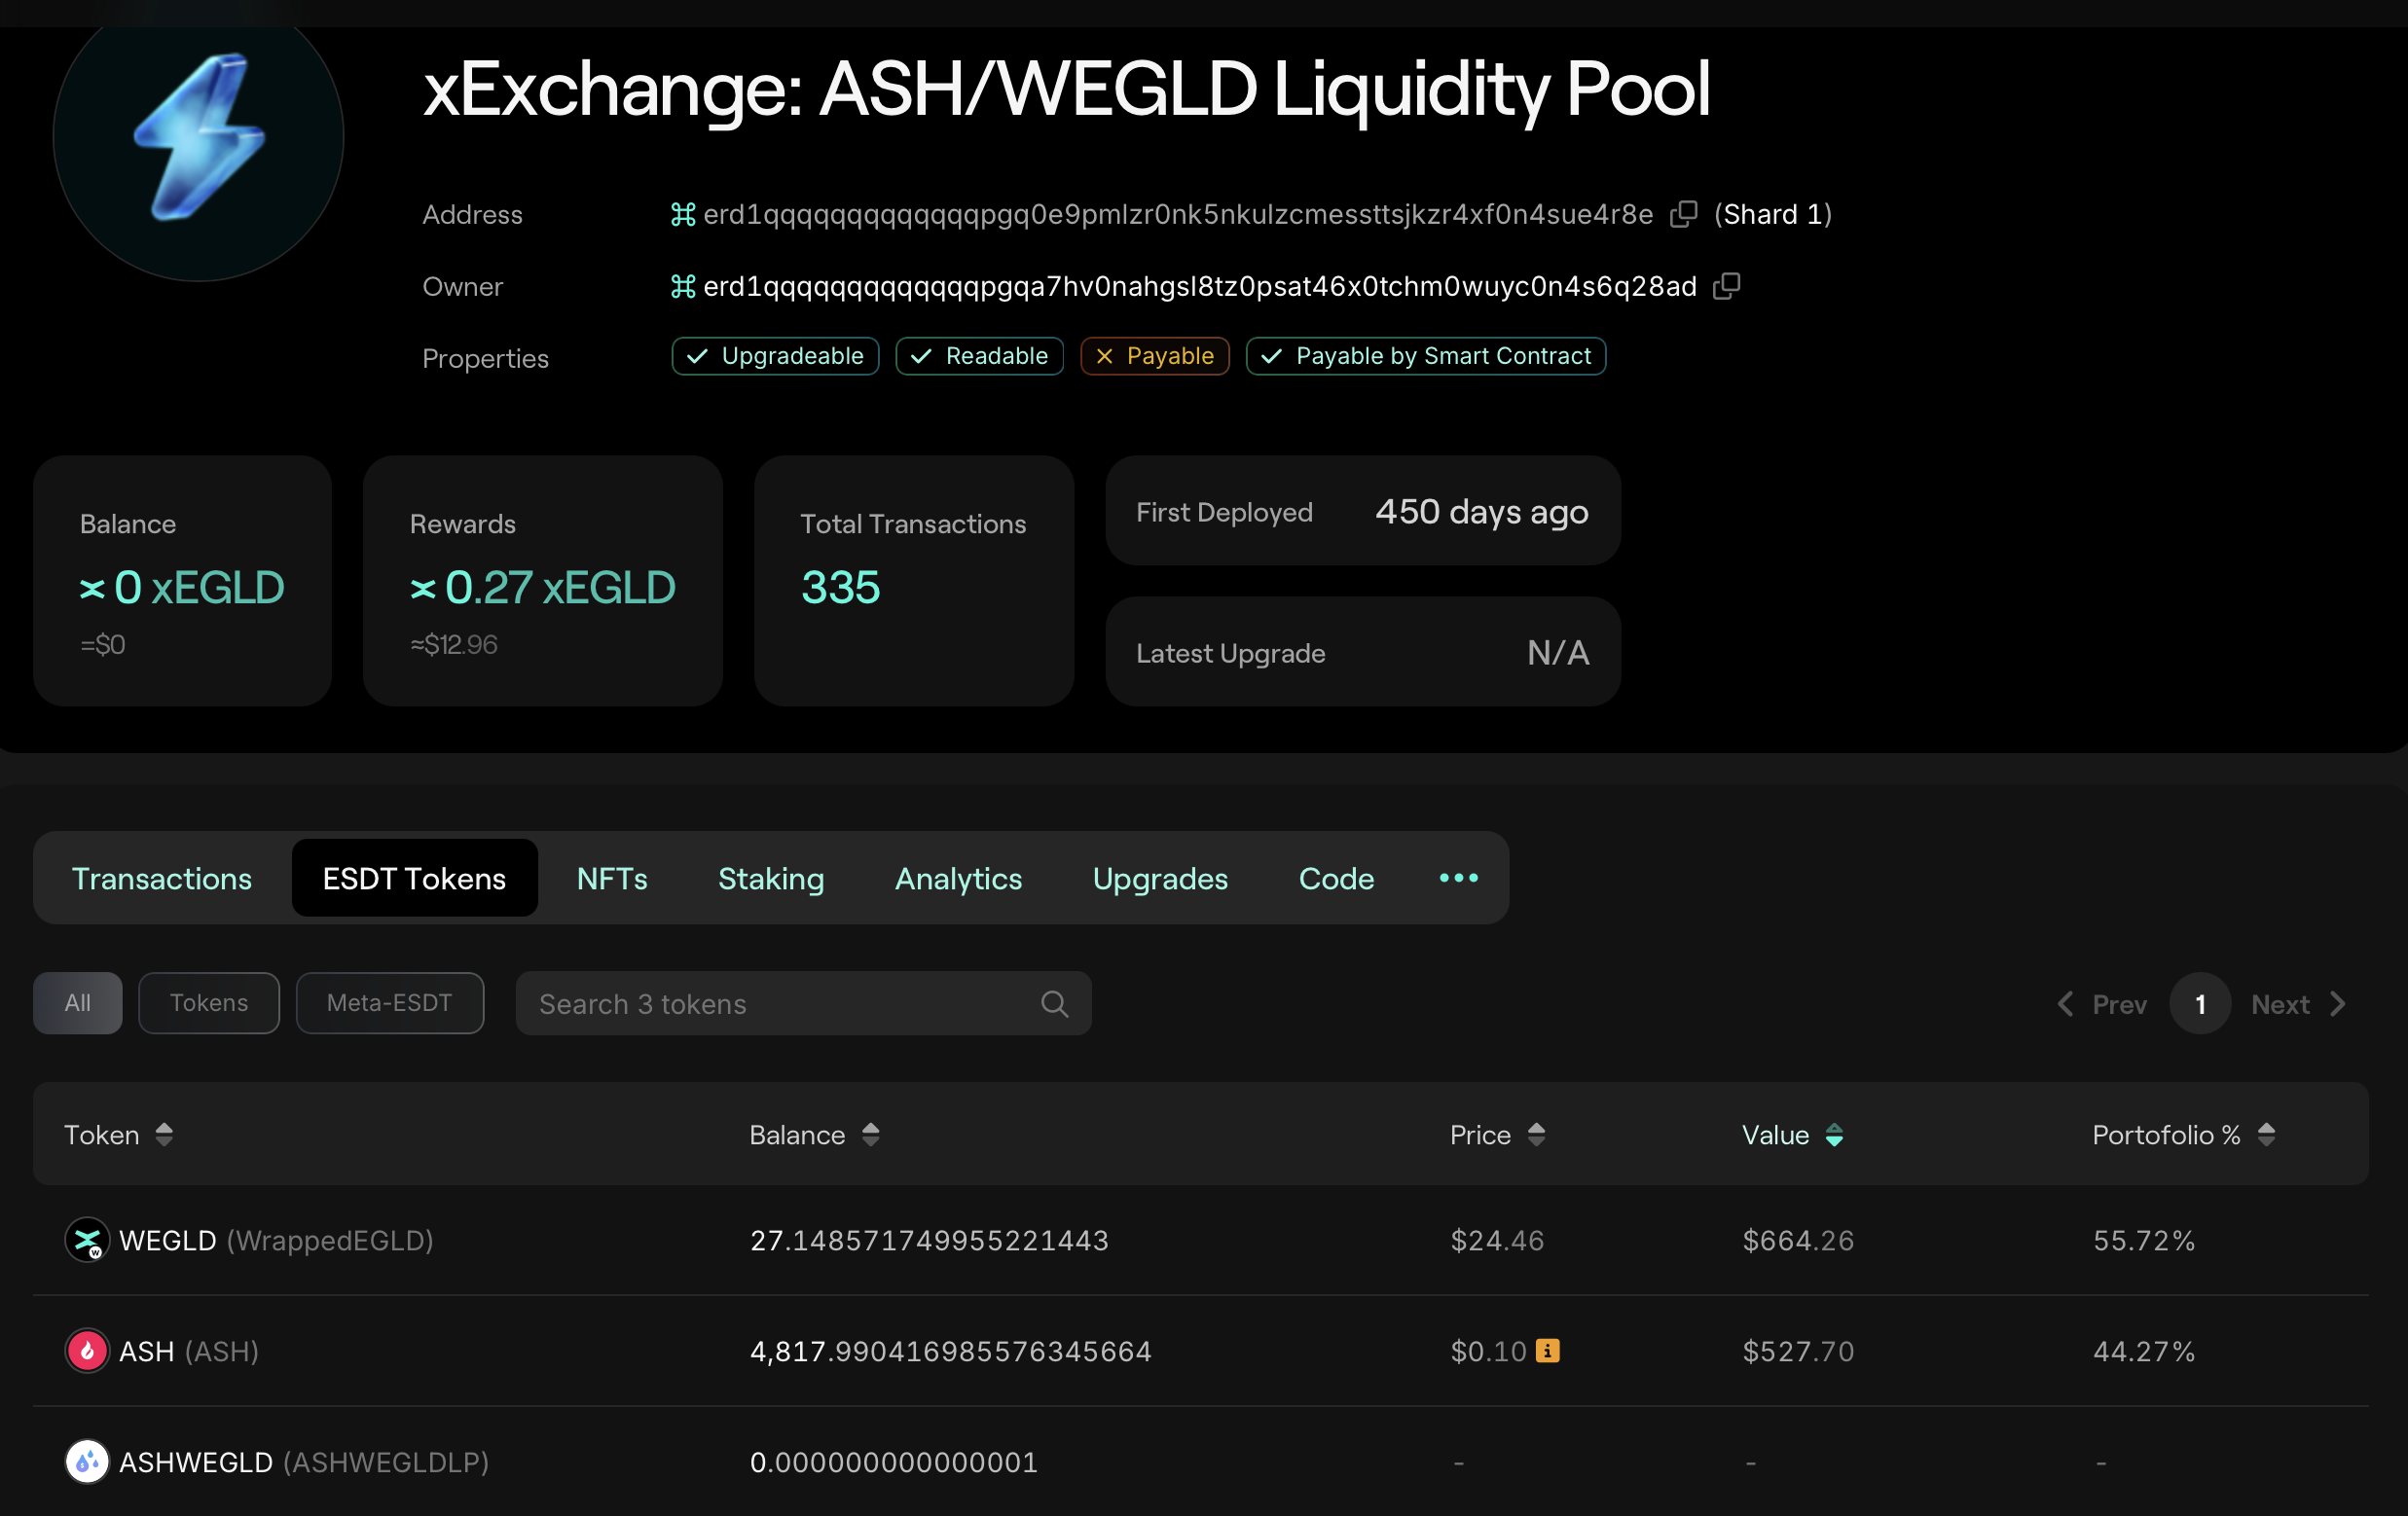 xExchange: ASH/WEGLD Liquidity Pool
Address erd1qqqqqqqqqqqqqpgq0e9pmlzr0nk5nkulzcmessttsjkzr4xf0n4sue4r8e (Shard 1)
Owner erd1qqqqqqqqqqqqqpgqa7hv0nahgsl8tz0psat46x0tchm0wuyc0n4s6q28ad
Properties Upgradeable Readable Payable Payable by Smart Contract
Balance
0 xEGLD
=$0
Rewards
0.27 xEGLD
≈$12.96
Total Transactions
335
First Deployed 450 days ago
Latest Upgrade N/A
Transactions ESDT Tokens NFTs Staking Analytics Upgrades Code
All Tokens Meta-ESDT Search 3 tokens Prev 1 Next
Token Balance Price Value Portofolio %
WEGLD (WrappedEGLD) 27.148571749955221443 $24.46 $664.26 55.72%
ASH (ASH) 4,817.990416985576345664 $0.10 $527.70 44.27%
ASHWEGLD (ASHWEGLDLP) 0.000000000000001 - - -